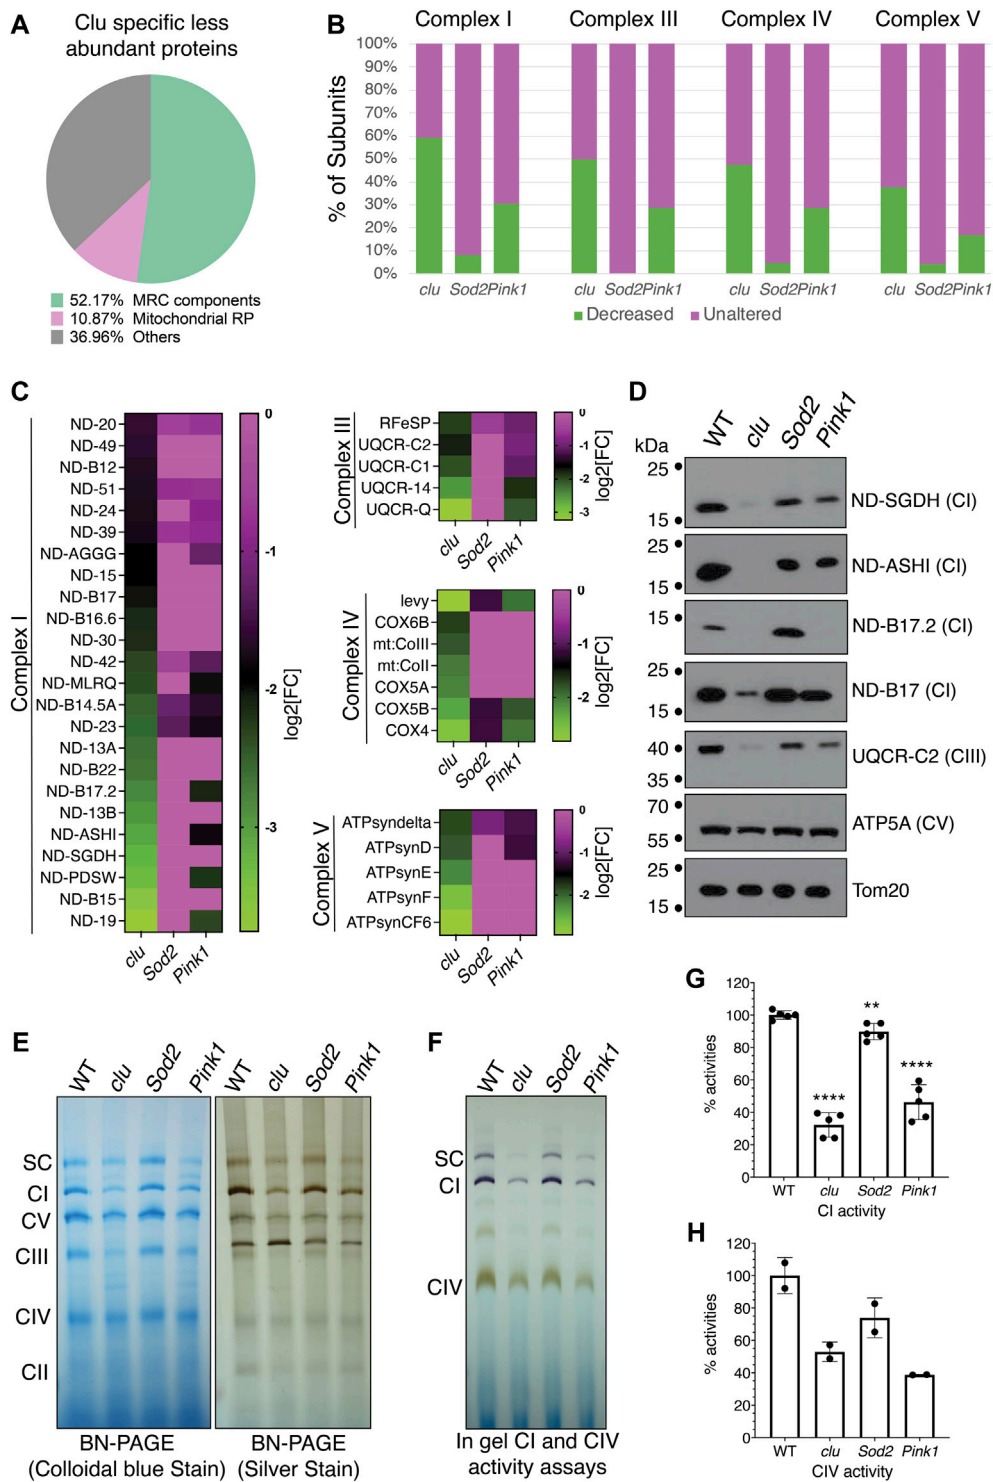 A
Clu specific less
abundant proteins
52.17% MRC components
10.87% Mitochondrial RP
36.96% Others
B
Complex I
Complex III
Complex IV
Complex V
% of Subunits
100%
90%
80%
70%
60%
50%
40%
30%
20%
10%
0%
clu Sod2Pink1
clu Sod2Pink1
clu Sod2Pink1
clu Sod2Pink1
Decreased Unaltered
C
Complex I
ND-20
ND-49
ND-B12
ND-51
ND-24
ND-39
ND-AGGG
ND-15
ND-B17
ND-B16.6
ND-30
ND-42
ND-MLRQ
ND-B14.5A
ND-23
ND-13A
ND-B22
ND-B17.2
ND-13B
ND-ASHI
ND-SGDH
ND-PDSW
ND-B15
ND-19
clu Sod2 Pink1
0
-1
-2
-3
log2[FC]
Complex III
RFeSP
UQCR-C2
UQCR-C1
UQCR-14
UQCR-Q
clu Sod2 Pink1
0
-1
-2
-3
log2[FC]
Complex IV
levy
COX6B
mt:CoIII
mt:CoII
COX5A
COX5B
COX4
clu Sod2 Pink1
0
-1
-2
log2[FC]
Complex V
ATPsyndelta
ATPsynD
ATPsynE
ATPsynF
ATPsynCF6
clu Sod2 Pink1
0
-1
-2
log2[FC]
D
WT clu Sod2 Pink1
kDa
25
15
ND-SGDH (CI)
25
15
ND-ASHI (CI)
15
ND-B17.2 (CI)
25
15
ND-B17 (CI)
40
35
UQCR-C2 (CIII)
70
55
ATP5A (CV)
25
15
Tom20
E
WT clu Sod2 Pink1 WT clu Sod2 Pink1
SC
CI
CV
CIII
CIV
CII
BN-PAGE
(Colloidal blue Stain)
BN-PAGE
(Silver Stain)
F
WT clu Sod2 Pink1
SC
CI
CIV
In gel CI and CIV
activity assays
G
% activities
120
100
80
60
40
20
0
****
**
****
WT clu Sod2 Pink1
CI activity
H
% activities
120
100
80
60
40
20
0
WT clu Sod2 Pink1
CIV activity